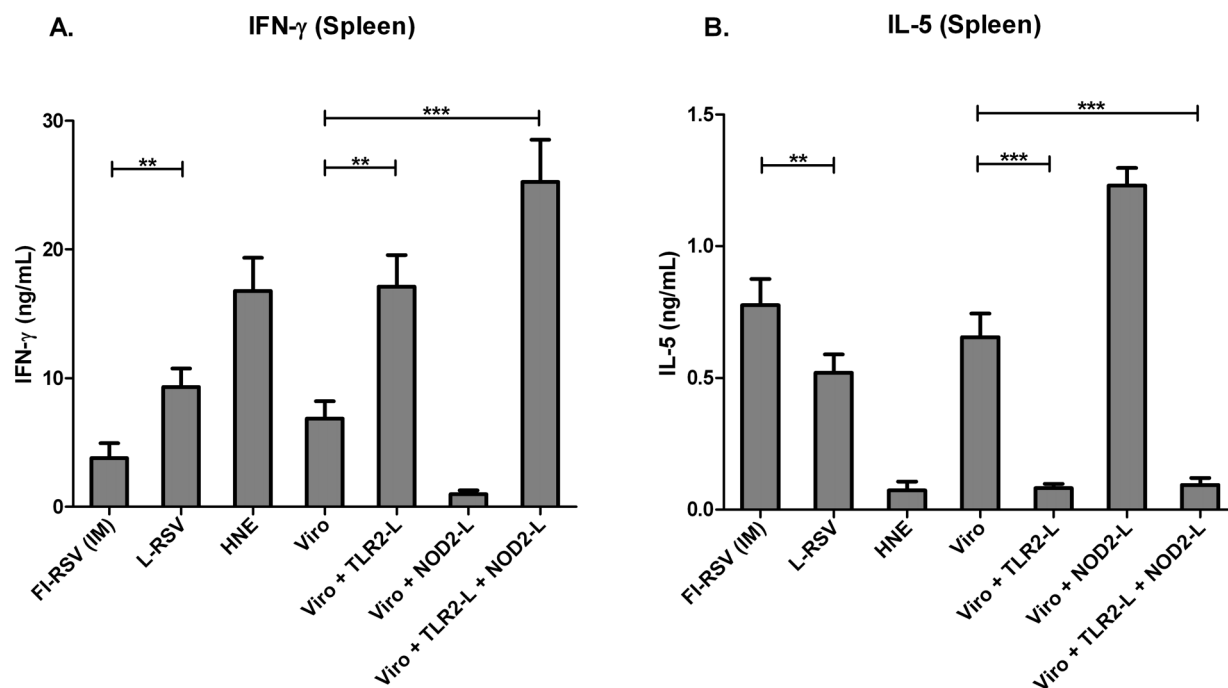 A.
IFN-γ (Spleen)
IFN-γ (ng/mL)
30
20
10
0
**
**
***
FI-RSV (IM)
L-RSV
HNE
Viro
Viro + TLR2-L
Viro + NOD2-L
Viro + TLR2-L + NOD2-L
B.
IL-5 (Spleen)
IL-5 (ng/mL)
1.5
1.0
0.5
0.0
**
***
***
FI-RSV (IM)
L-RSV
HNE
Viro
Viro + TLR2-L
Viro + NOD2-L
Viro + TLR2-L + NOD2-L